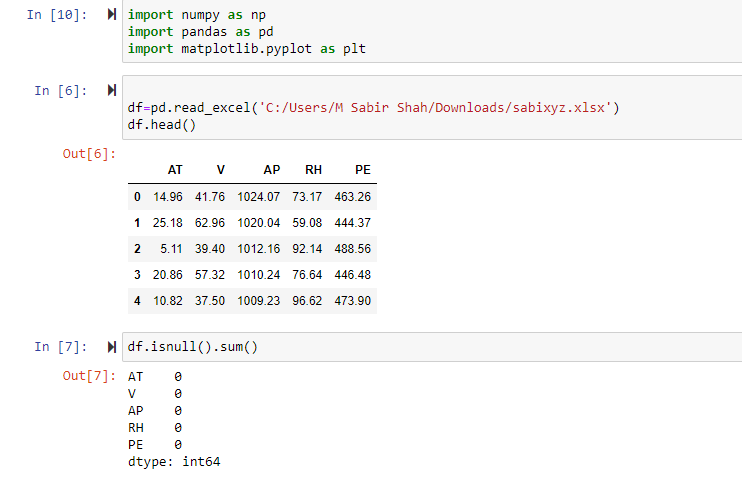 In [10]: import numpy as np
import pandas as pd
import matplotlib.pyplot as plt
In [6]:
df=pd.read_excel('C:/Users/M Sabir Shah/Downloads/sabixyz.xlsx')
df.head()
Out[6]:
AT V AP RH PE
0 14.96 41.76 1024.07 73.17 463.26
1 25.18 62.96 1020.04 59.08 444.37
2 5.11 39.40 1012.16 92.14 488.56
3 20.86 57.32 1010.24 76.64 446.48
4 10.82 37.50 1009.23 96.62 473.90
In [7]: df.isnull().sum()
Out[7]: AT 0
V 0
AP 0
RH 0
PE 0
dtype: int64